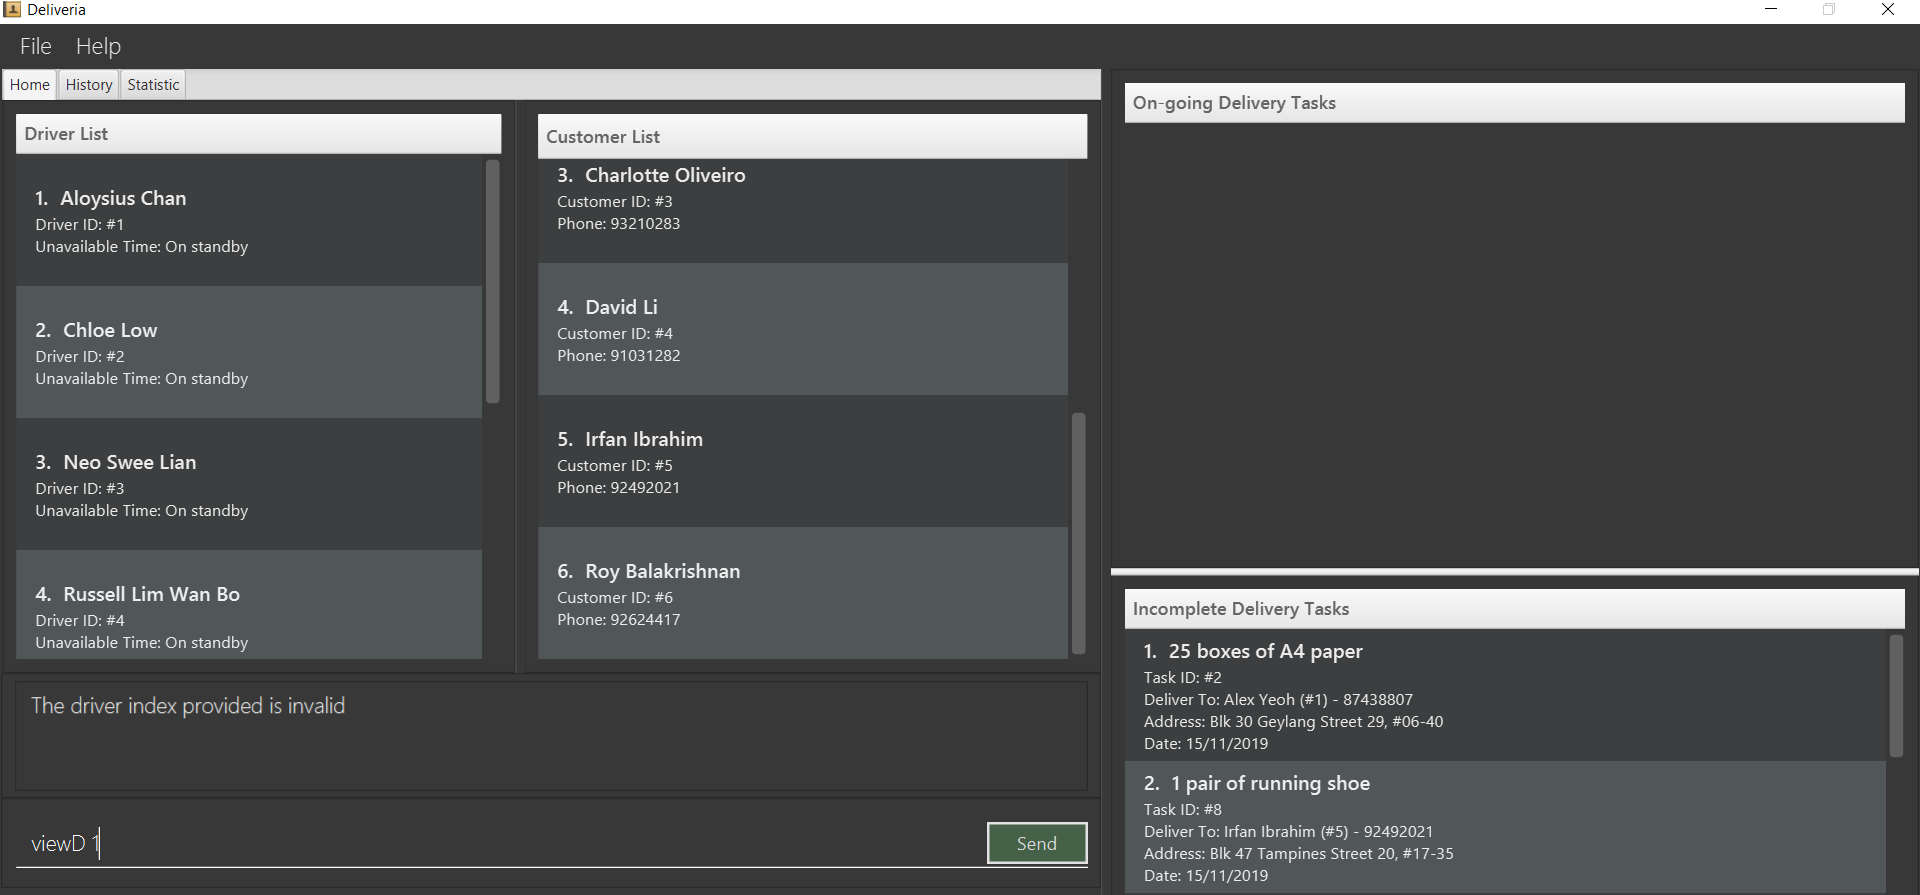 Deliveria
File Help
Home History Statistic
Driver List
1. Aloysius Chan
Driver ID: #1
Unavailable Time: On standby
2. Chloe Low
Driver ID: #2
Unavailable Time: On standby
3. Neo Swee Lian
Driver ID: #3
Unavailable Time: On standby
4. Russell Lim Wan Bo
Driver ID: #4
Unavailable Time: On standby
Customer List
3. Charlotte Oliveiro
Customer ID: #3
Phone: 93210283
4. David Li
Customer ID: #4
Phone: 91031282
5. Irfan Ibrahim
Customer ID: #5
Phone: 92492021
6. Roy Balakrishnan
Customer ID: #6
Phone: 92624417
The driver index provided is invalid
viewD 1
Send
On-going Delivery Tasks
Incomplete Delivery Tasks
1. 25 boxes of A4 paper
Task ID: #2
Deliver To: Alex Yeoh (#1) - 87438807
Address: Blk 30 Geylang Street 29, #06-40
Date: 15/11/2019
2. 1 pair of running shoe
Task ID: #8
Deliver To: Irfan Ibrahim (#5) - 92492021
Address: Blk 47 Tampines Street 20, #17-35
Date: 15/11/2019